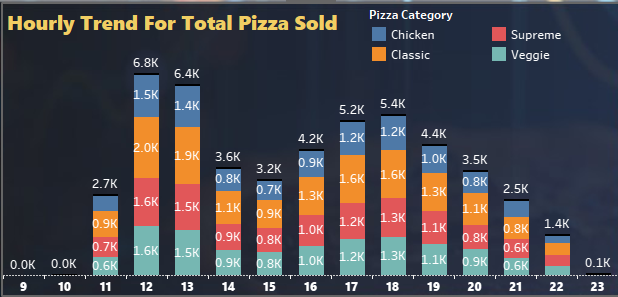 Hourly Trend For Total Pizza Sold
Pizza Category
Chicken Supreme
Classic Veggie
6.8K
6.4K
5.4K
5.2K
4.4K
4.2K
3.6K
3.5K
3.2K
2.7K
2.5K
1.4K
0.0K 0.0K 0.1K
1.5K 1.4K 0.8K 0.7K 0.9K 1.2K 1.2K 1.0K 0.8K
0.9K 2.0K 1.9K 1.1K 0.9K 1.3K 1.6K 1.6K 1.3K 1.1K 0.8K
0.7K 1.6K 1.5K 0.9K 0.8K 1.0K 1.2K 1.3K 1.1K 0.8K 0.6K
0.6K 1.6K 1.5K 0.9K 0.8K 1.0K 1.2K 1.3K 1.1K 0.9K 0.6K
9 10 11 12 13 14 15 16 17 18 19 20 21 22 23